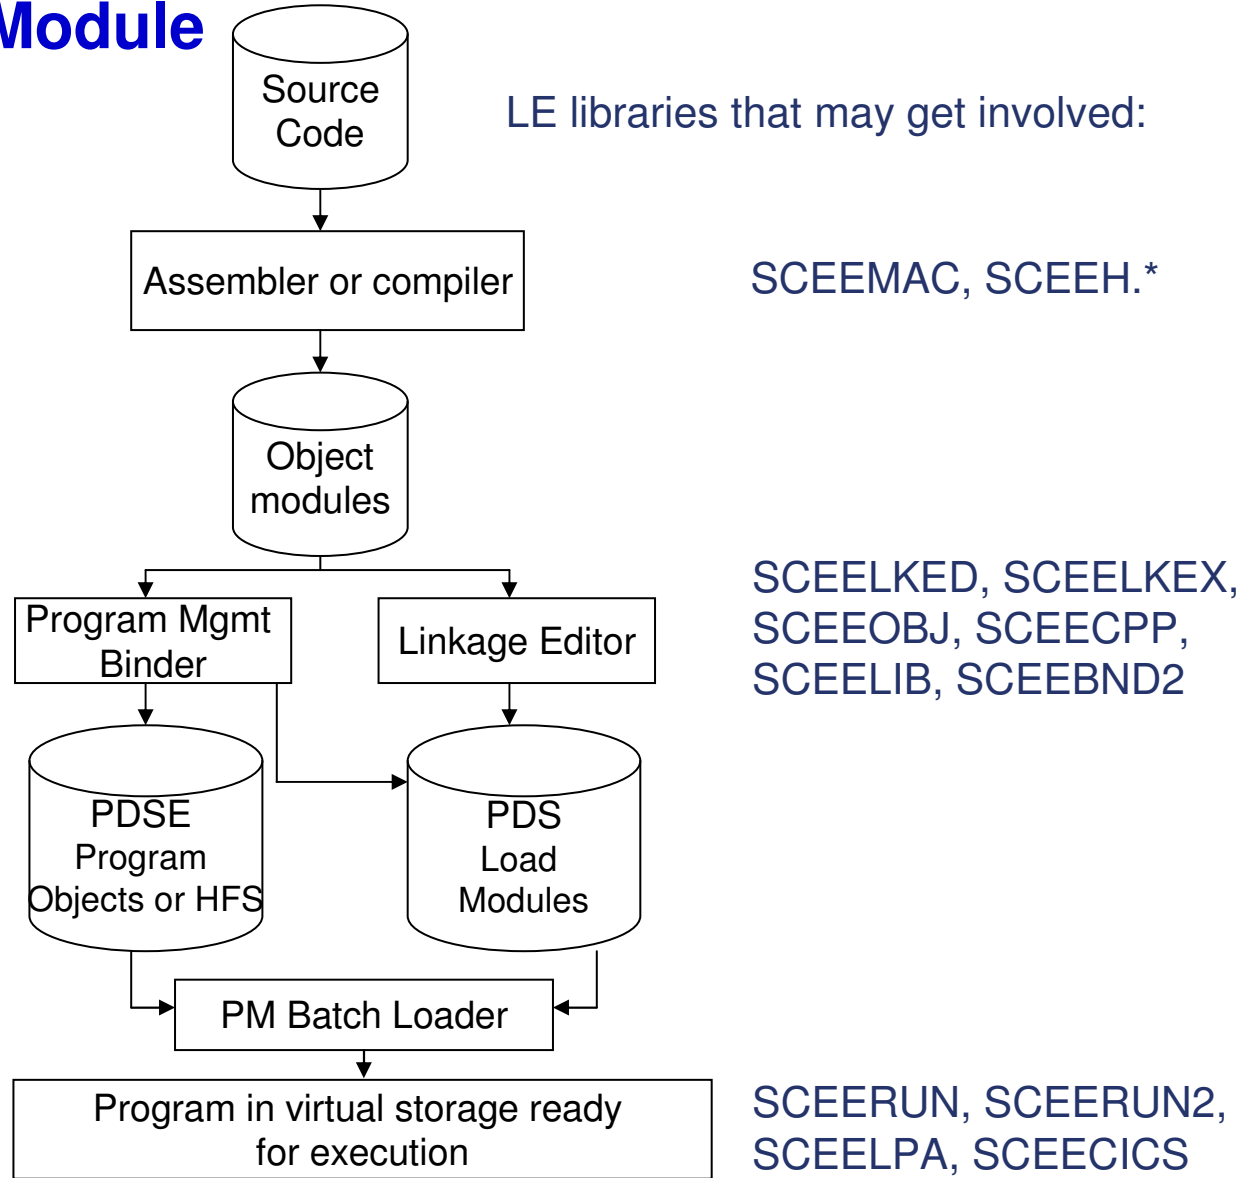 Module
Source
Code
LE libraries that may get involved:
Assembler or compiler
SCEEMAC, SCEEH.*
Object
modules
Program Mgmt
Binder
Linkage Editor
SCEELKED, SCEELKEX,
SCEEOBJ, SCEECPP,
SCEELIB, SCEEBND2
PDSE
Program
Objects or HFS
PDS
Load
Modules
PM Batch Loader
Program in virtual storage ready
for execution
SCEERUN, SCEERUN2,
SCEELPA, SCEECICS